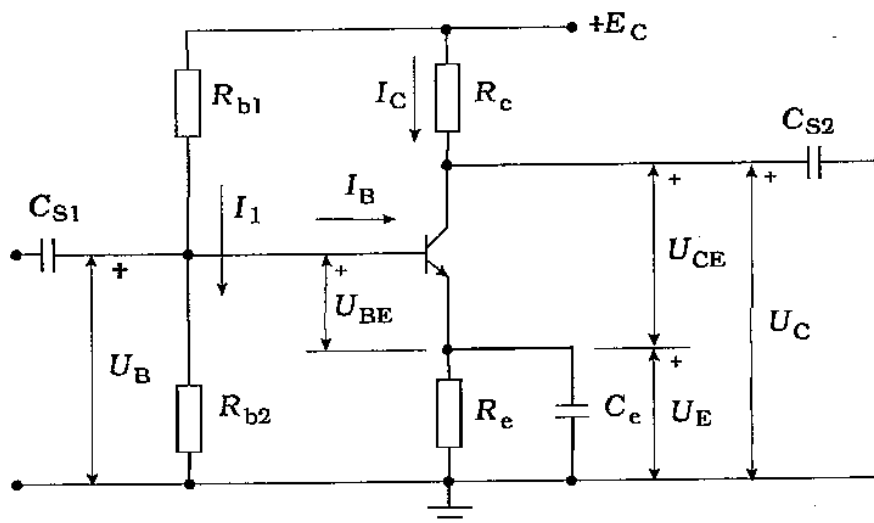 +E_C
R_b1
I_C
R_c
C_S2
C_S1
I_1
I_B
+
+
+
+
U_BE
U_CE
U_C
U_B
R_b2
R_e
C_e
+
U_E